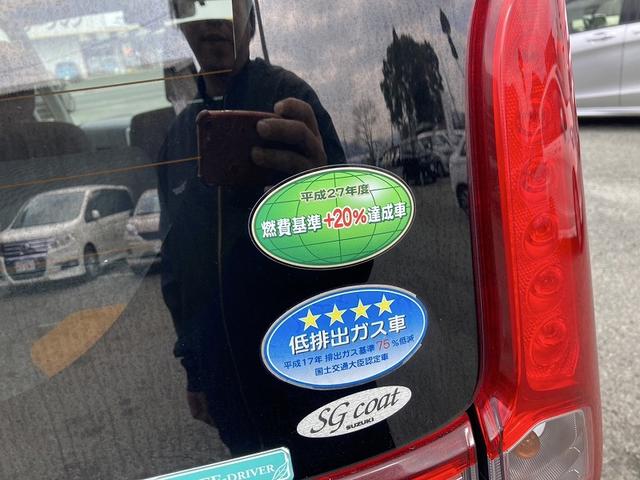 平成27年度
燃費基準+20%達成車
低排出ガス車
平成17年 排出ガス基準 75%低減
国土交通大臣認定車
SG coat
SUZUKI
-DRIVER